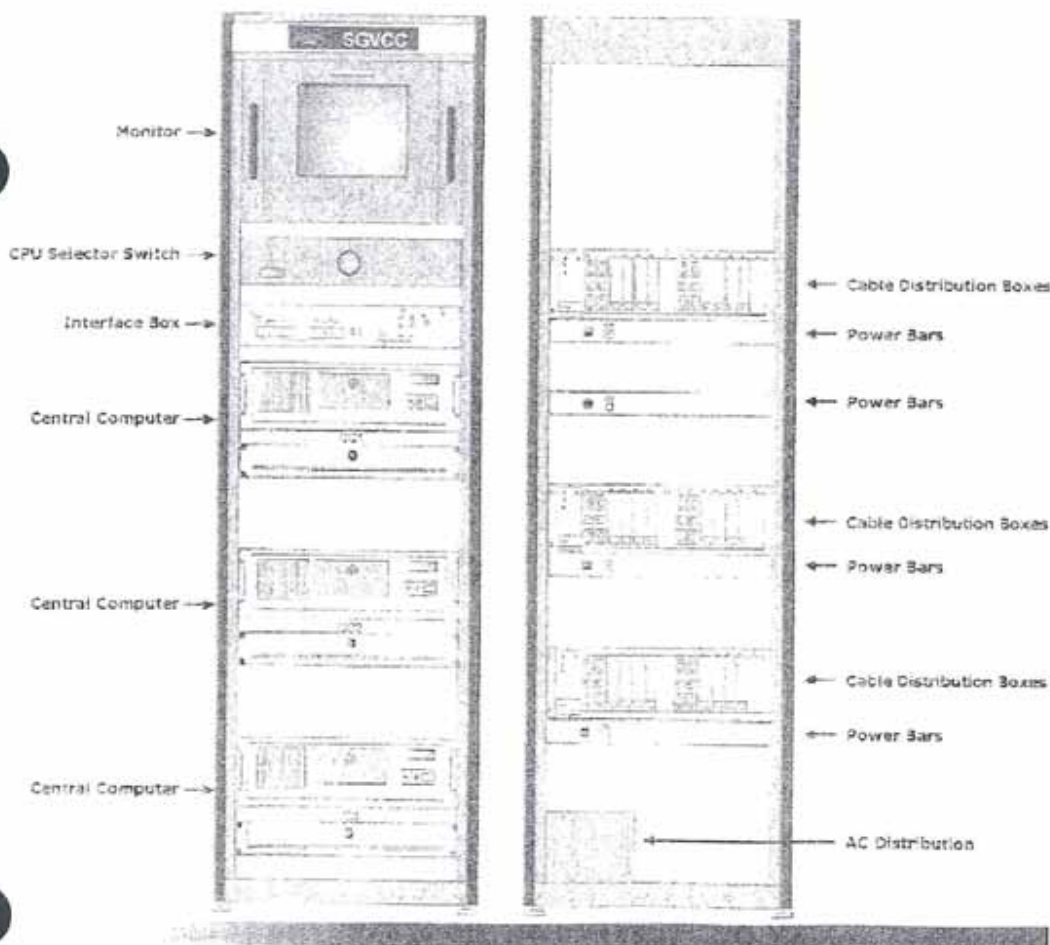 SGVCC
Monitor
CPU Selector Switch
Interface Box
Central Computer
Central Computer
Central Computer
Cable Distribution Boxes
Power Bars
Power Bars
Cable Distribution Boxes
Power Bars
Cable Distribution Boxes
Power Bars
AC Distribution